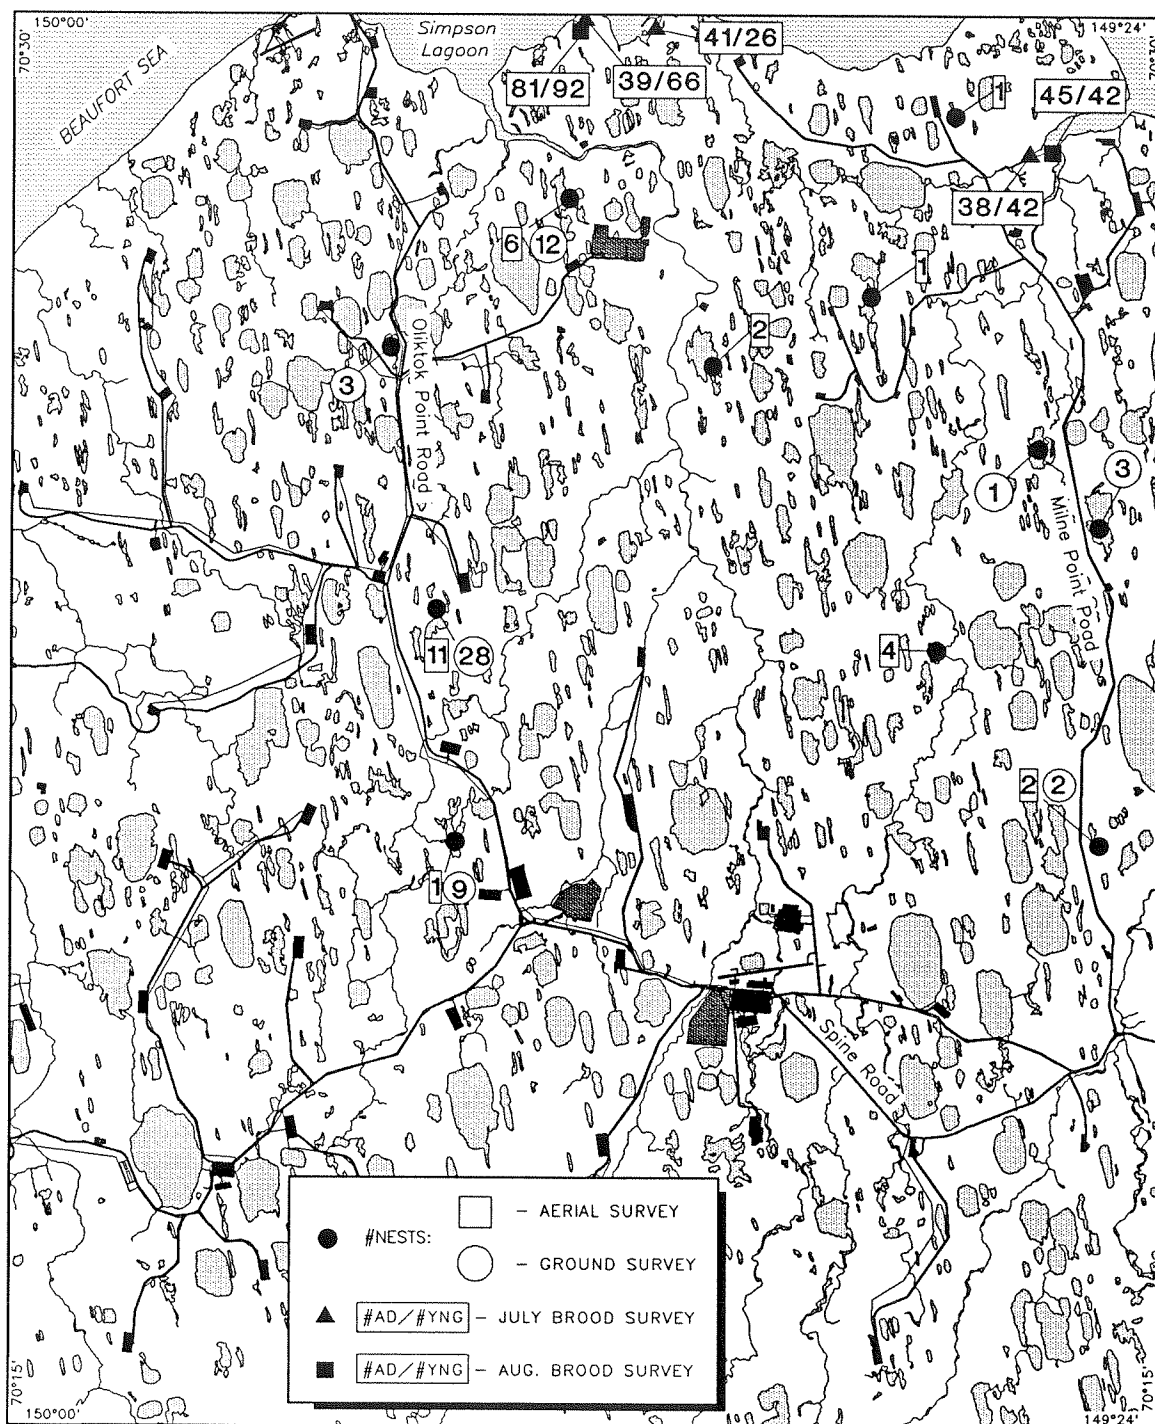 150°00'
149°24'
70°30'
70°30'
BEAUFORT SEA
Simpson
Lagoon
41/26
81/92
39/66
1
45/42
38/42
6
12
1
2
Oliktok Point Road
3
3
1
Milne Point Road
11
28
4
2
2
1
9
Spine Road
#NESTS:
- AERIAL SURVEY
- GROUND SURVEY
#AD/#YNG - JULY BROOD SURVEY
#AD/#YNG - AUG. BROOD SURVEY
70°15'
70°15'
150°00'
149°24'